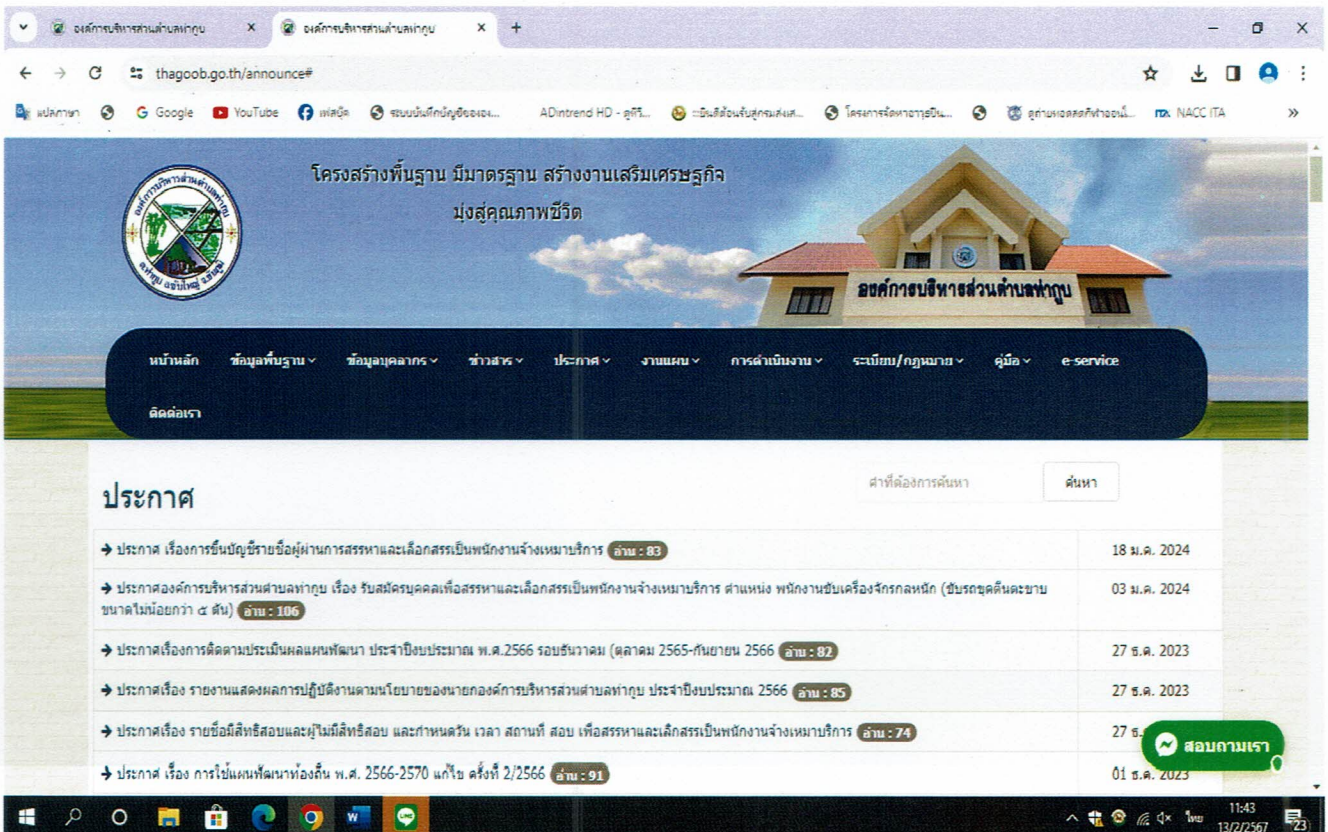 องค์การบริหารส่วนตำบลท่ากูบ
องค์การบริหารส่วนตำบลท่ากูบ
thagoob.go.th/announce#
แปลภาษา
Google
YouTube
เฟสบุ๊ค
ADintrend HD - ดูทีวี...
NACC ITA
โครงสร้างพื้นฐาน มีมาตรฐาน สร้างงานเสริมเศรษฐกิจ
มุ่งสู่คุณภาพชีวิต
องค์การบริหารส่วนตำบลท่ากูบ
หน้าหลัก ข้อมูลพื้นฐาน ข้อมูลบุคลากร ข่าวสาร ประกาศ งานแผน การดำเนินงาน ระเบียบ/กฎหมาย คู่มือ e-service
ติดต่อเรา
ประกาศ
คำที่ต้องการค้นหา ค้นหา
ประกาศ เรื่องการขึ้นบัญชีรายชื่อผู้ผ่านการสรรหาและเลือกสรรเป็นพนักงานจ้างเหมาบริการ อ่าน : 83 18 ม.ค. 2024
ประกาศองค์การบริหารส่วนตำบลท่ากูบ เรื่อง รับสมัครบุคคลเพื่อสรรหาและเลือกสรรเป็นพนักงานจ้างเหมาบริการ ตำแหน่ง พนักงานขับเครื่องจักรกลหนัก (ขับรถขุดตีนตะขาบ 03 ม.ค. 2024
ขนาดไม่น้อยกว่า ๕ ตัน) อ่าน : 106
ประกาศเรื่องการติดตามประเมินผลแผนพัฒนา ประจำปีงบประมาณ พ.ศ.2566 รอบธันวาคม (ตุลาคม 2565-กันยายน 2566 อ่าน : 82 27 ธ.ค. 2023
ประกาศเรื่อง รายงานแสดงผลการปฏิบัติงานตามนโยบายของนายกองค์การบริหารส่วนตำบลท่ากูบ ประจำปีงบประมาณ 2566 อ่าน : 85 27 ธ.ค. 2023
ประกาศเรื่อง รายชื่อมีสิทธิสอบและผู้ไม่มีสิทธิสอบ และกำหนดวัน เวลา สถานที่ สอบ เพื่อสรรหาและเลิกสรรเป็นพนักงานจ้างเหมาบริการ อ่าน : 74 27 ธ.
สอบถามเรา
ประกาศ เรื่อง การใช้แผนพัฒนาท้องถิ่น พ.ศ. 2566-2570 แก้ไข ครั้งที่ 2/2566 อ่าน : 91 01 ธ.ค. 2023
ไทย 11:43
13/2/2567
23